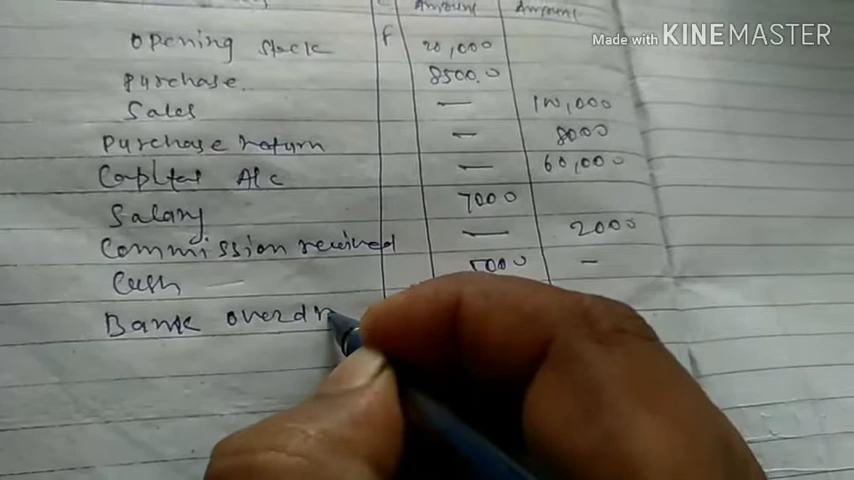 Amount Amount
Made with KINEMASTER
Opening stock F 20,000
Purchase. 8500.0
Sales — 100,000
Purchase return — 8000
Capital A/c — 60,000
Salary 7000
Commission received — 2000
Cash — 5000 —
Bank overdr